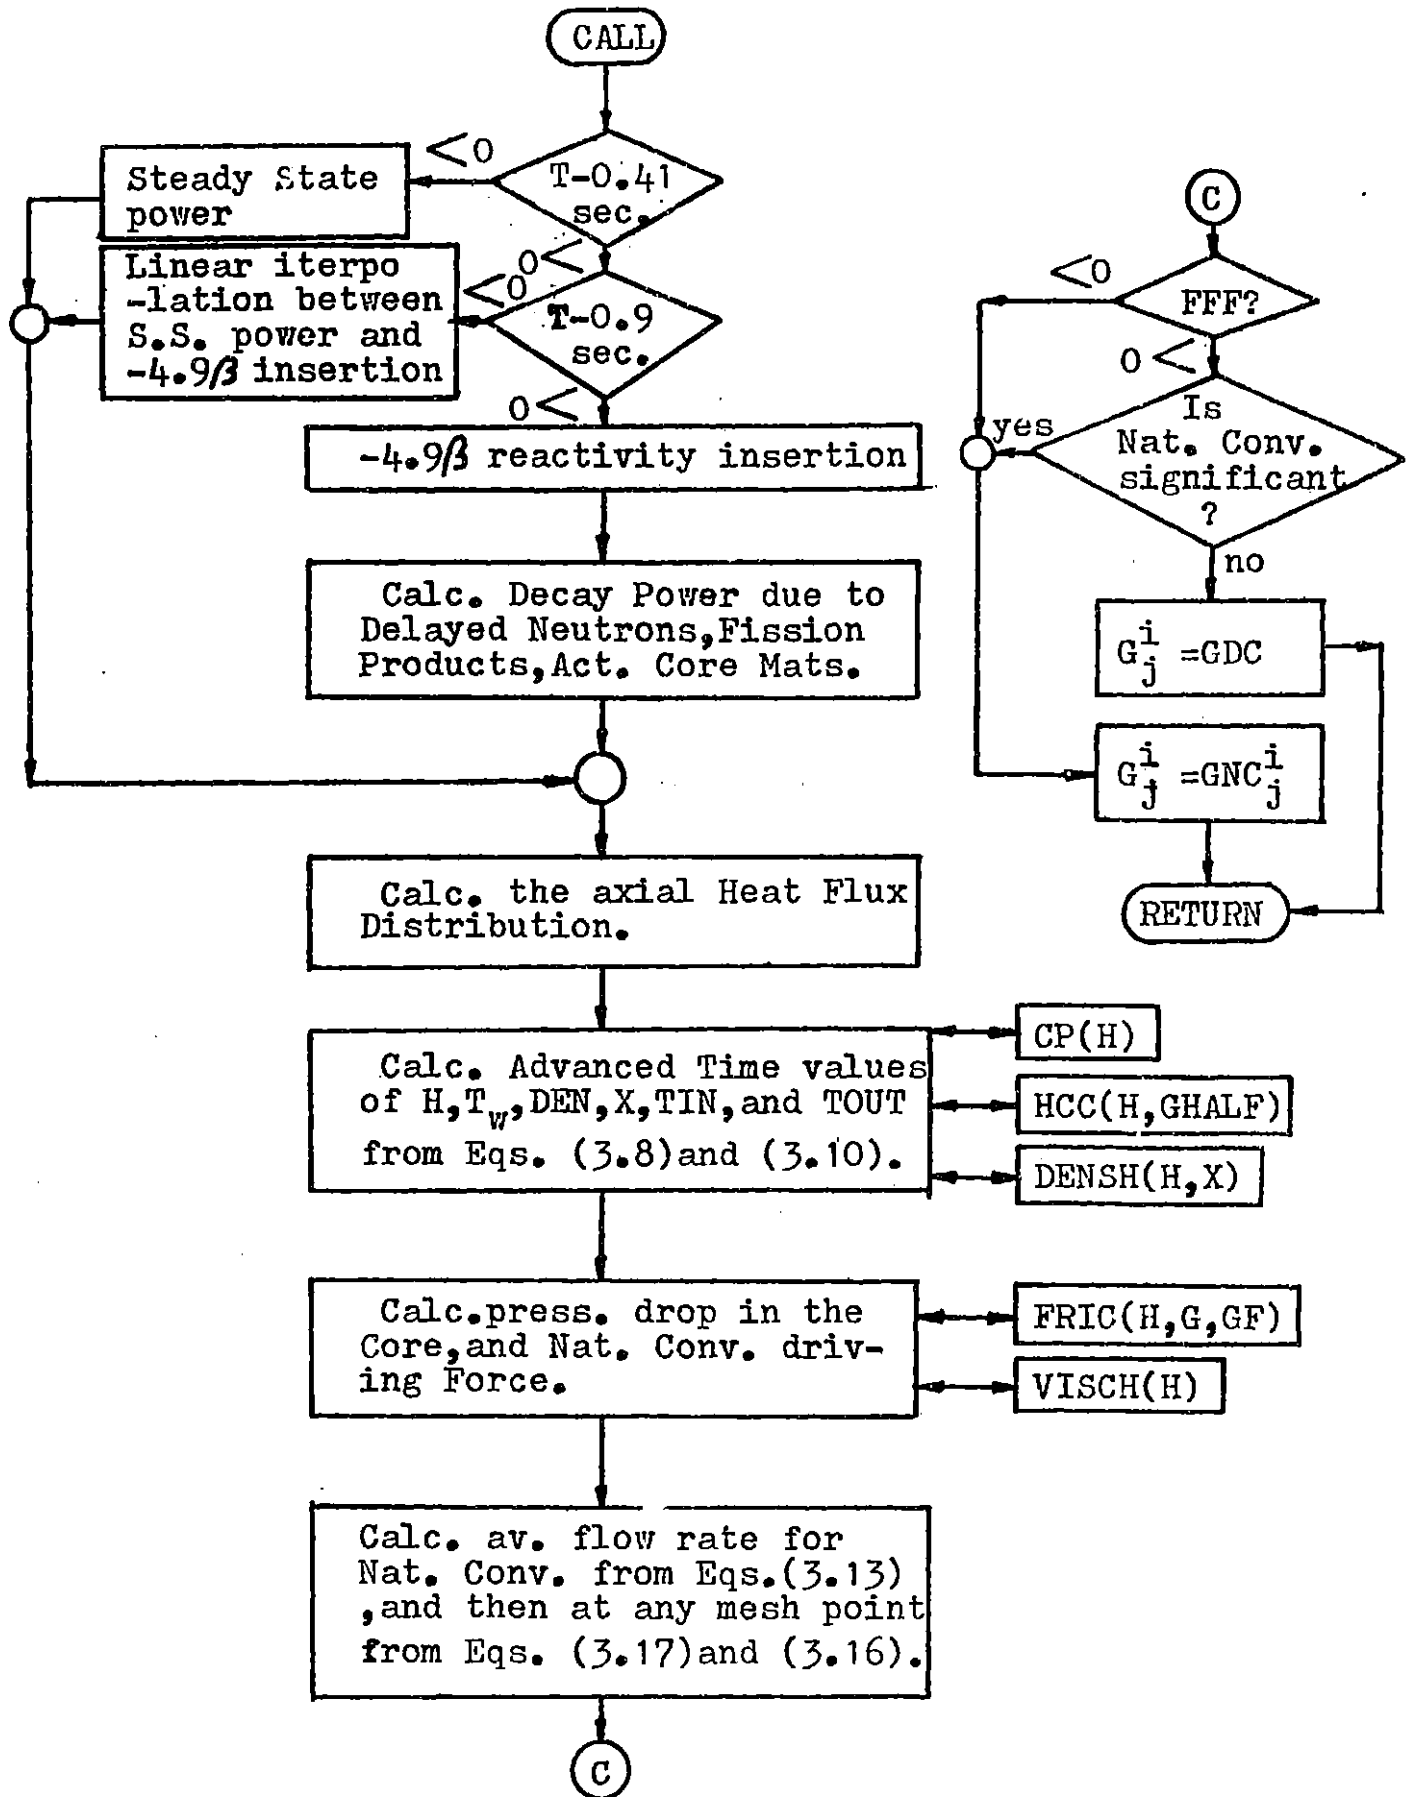 CALL
<0
T-0.41
sec.
Steady State
power
0<
<0
Linear iterpo
-lation between
S.S. power and
-4.9β insertion
T-0.9
sec.
0<
-4.9β reactivity insertion
Calc. Decay Power due to
Delayed Neutrons,Fission
Products,Act. Core Mats.
Calc. the axial Heat Flux
Distribution.
Calc. Advanced Time values
of H,Tw,DEN,X,TIN,and TOUT
from Eqs. (3.8)and (3.10).
CP(H)
HCC(H,GHALF)
DENSH(H,X)
Calc.press. drop in the
Core,and Nat. Conv. driv-
ing Force.
FRIC(H,G,GF)
VISCH(H)
Calc. av. flow rate for
Nat. Conv. from Eqs.(3.13)
,and then at any mesh point
from Eqs. (3.17)and (3.16).
C
C
<0
FFF?
0<
Is
yes
Nat. Conv.
significant
?
no
G^i_j =GDC
G^i_j =GNC^i_j
RETURN